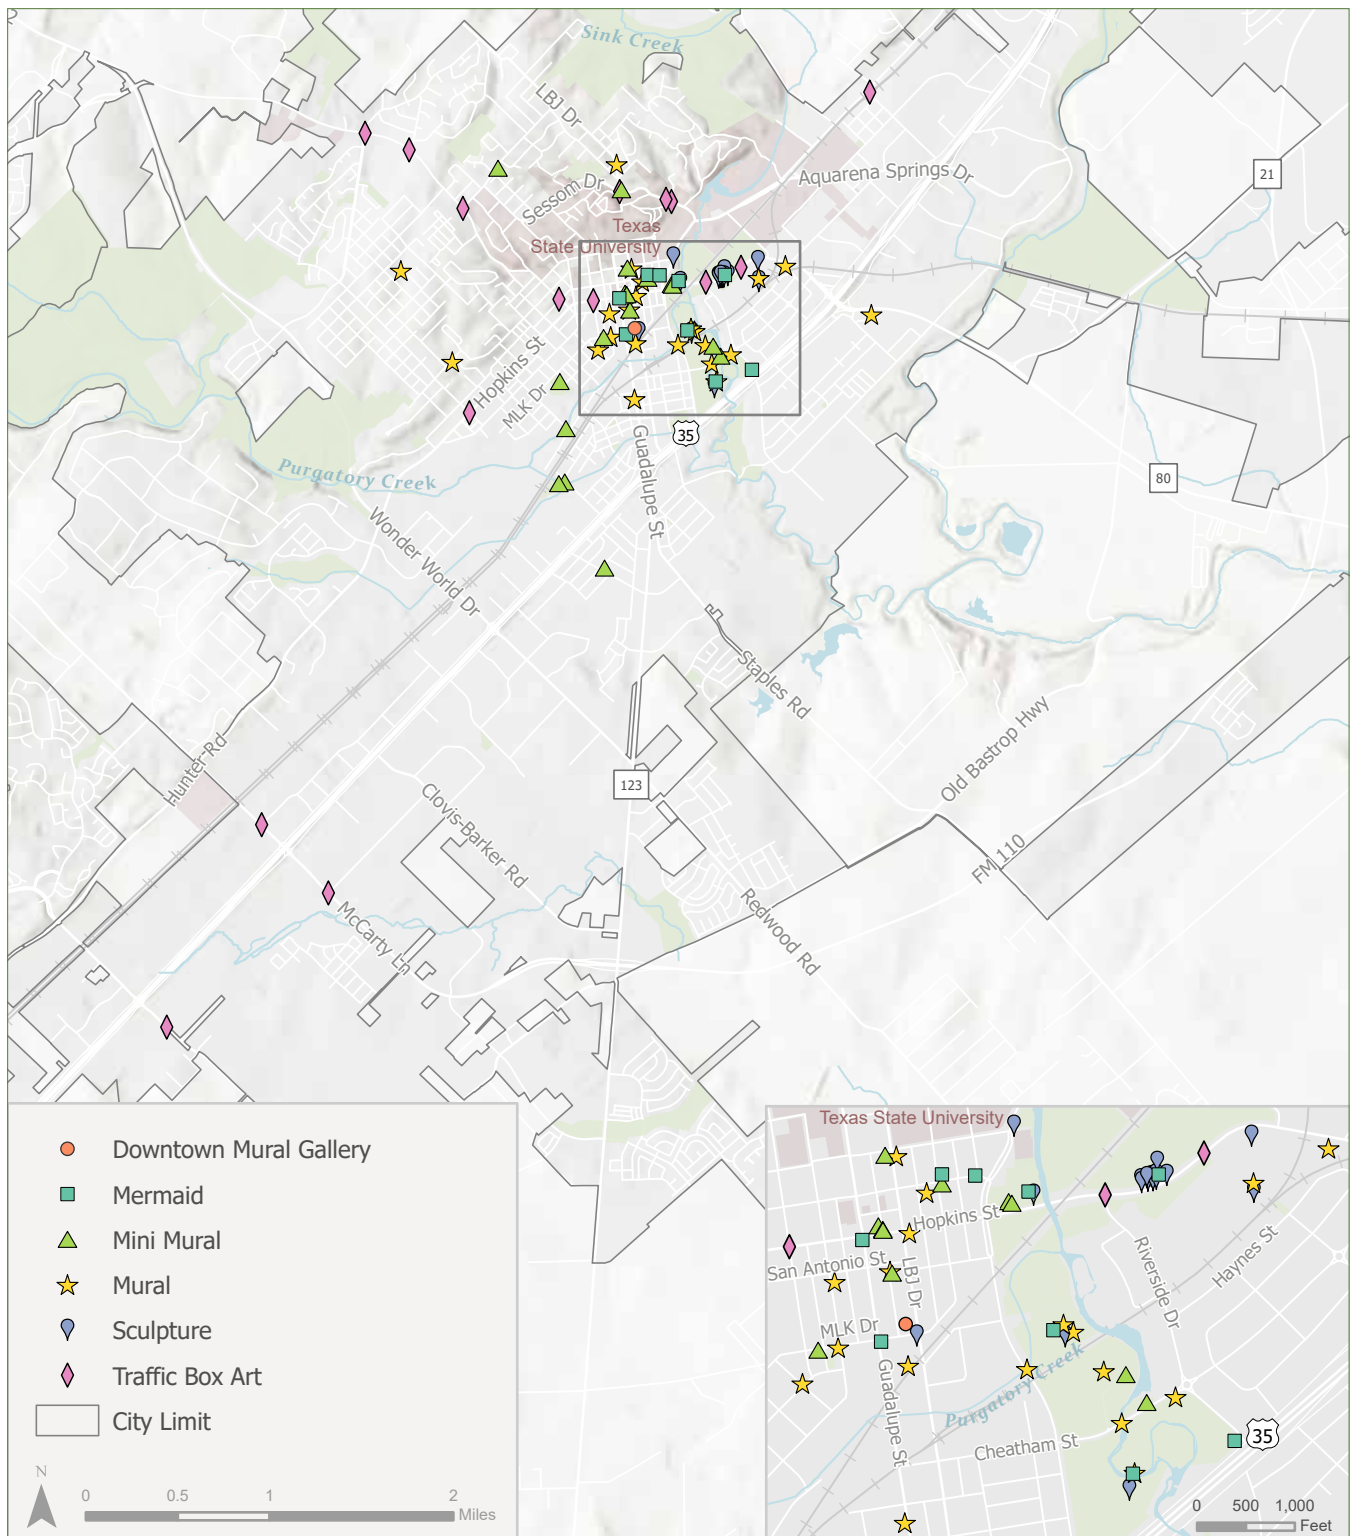 Sink Creek
LBJ Dr
Aquarena Springs Dr
21
Sessom Dr
Texas
State University
Hopkins St
MLK Dr
35
Guadalupe St
Purgatory Creek
80
Wonder World Dr
Staples Rd
Old Bastrop Hwy
Hunter Rd
123
Clovis-Barker Rd
FM 110
Redwood Rd
McCarty Ln
Downtown Mural Gallery
Mermaid
Mini Mural
Mural
Sculpture
Traffic Box Art
City Limit
N
0 0.5 1 2
Miles
Texas State University
Hopkins St
San Antonio St
LBJ Dr
Riverside Dr
Haynes St
MLK Dr
Guadalupe St
Purgatory Creek
Cheatham St
35
0 500 1,000
Feet